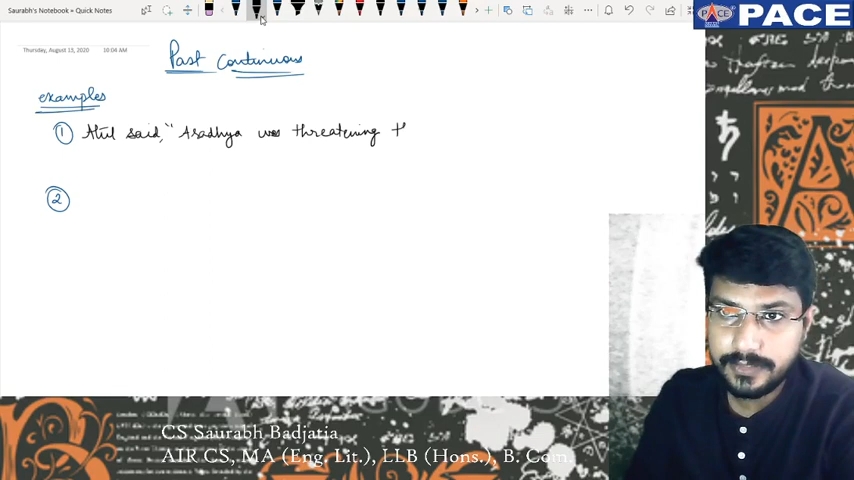 Saurabh's Notebook » Quick Notes
PACE
Thursday, August 13, 2020 10:04 AM
Past Continuous
examples
① Atul said, "Asadhya was threatening t
②
CS Saurabh Badjatia
AIR CS, MA (Eng. Lit.), LLB (Hons.), B. Com.